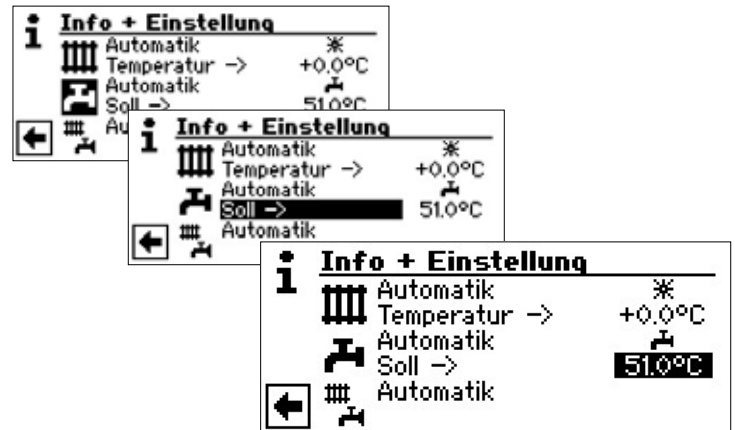 i Info + Einstellung
Automatik
Temperatur -> +0.0°C
Automatik
Soll -> 51.0°C
i Info + Einstellung
Automatik
Temperatur -> +0.0°C
Automatik
Soll -> 51.0°C
Automatik
i Info + Einstellung
Automatik
Temperatur -> +0.0°C
Automatik
Soll -> 51.0°C
Automatik